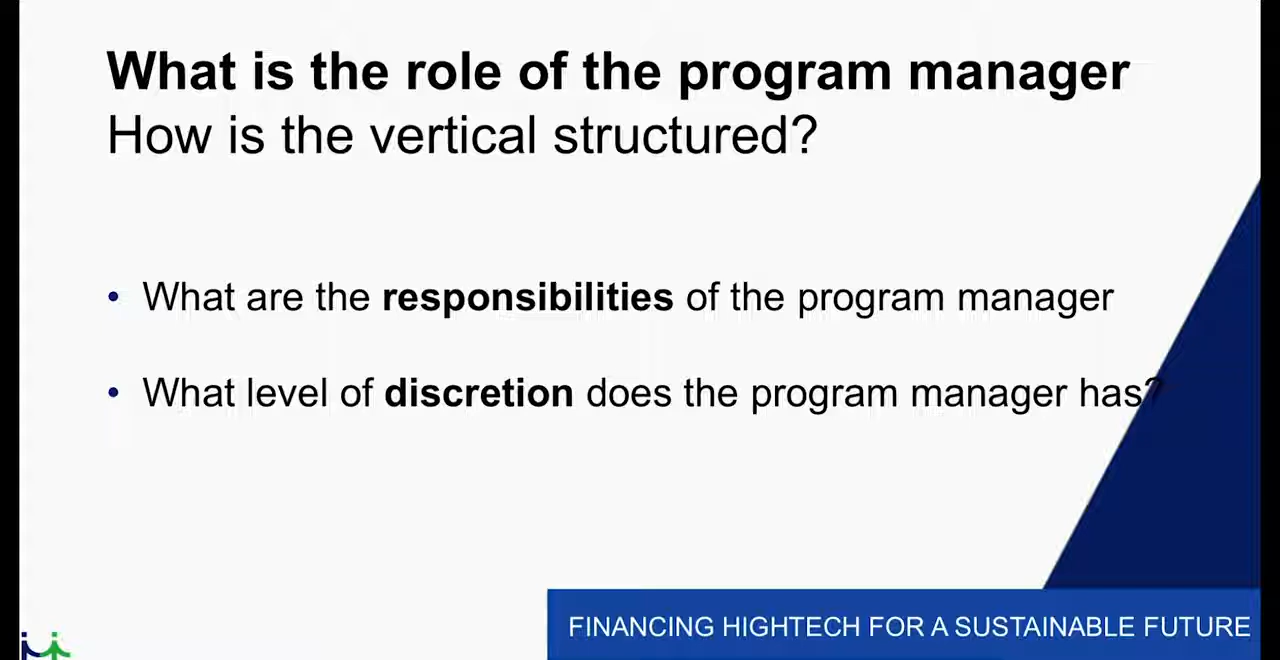 What is the role of the program manager
How is the vertical structured?
• What are the responsibilities of the program manager
• What level of discretion does the program manager has?
FINANCING HIGHTECH FOR A SUSTAINABLE FUTURE